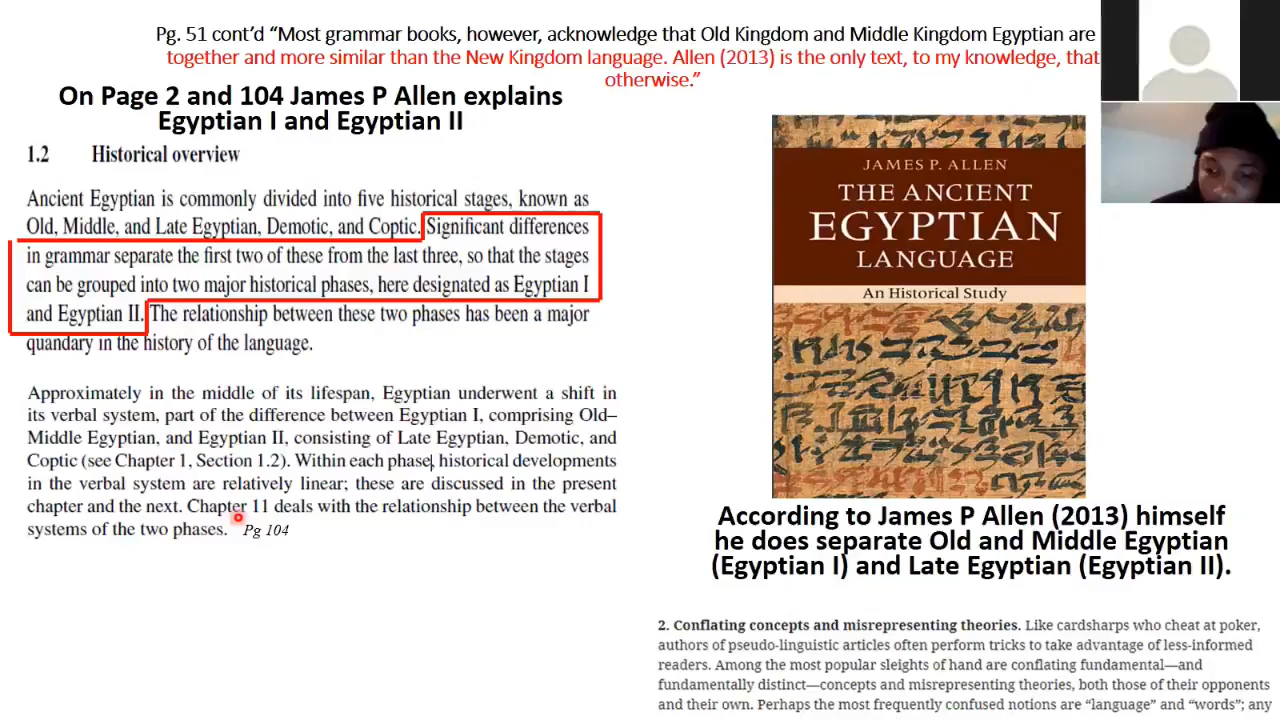 Pg. 51 cont’d “Most grammar books, however, acknowledge that Old Kingdom and Middle Kingdom Egyptian are
together and more similar than the New Kingdom language. Allen (2013) is the only text, to my knowledge, that
otherwise.”
On Page 2 and 104 James P Allen explains
Egyptian I and Egyptian II
1.2 Historical overview
Ancient Egyptian is commonly divided into five historical stages, known as
Old, Middle, and Late Egyptian, Demotic, and Coptic. Significant differences
in grammar separate the first two of these from the last three, so that the stages
can be grouped into two major historical phases, here designated as Egyptian I
and Egyptian II. The relationship between these two phases has been a major
quandary in the history of the language.
Approximately in the middle of its lifespan, Egyptian underwent a shift in
its verbal system, part of the difference between Egyptian I, comprising Old–
Middle Egyptian, and Egyptian II, consisting of Late Egyptian, Demotic, and
Coptic (see Chapter 1, Section 1.2). Within each phase, historical developments
in the verbal system are relatively linear; these are discussed in the present
chapter and the next. Chapter 11 deals with the relationship between the verbal
systems of the two phases. Pg 104
JAMES P. ALLEN
THE ANCIENT
EGYPTIAN
LANGUAGE
An Historical Study
According to James P Allen (2013) himself
he does separate Old and Middle Egyptian
(Egyptian I) and Late Egyptian (Egyptian II).
2. Conflating concepts and misrepresenting theories. Like cardsharps who cheat at poker,
authors of pseudo-linguistic articles often perform tricks to take advantage of less-informed
readers. Among the most popular sleights of hand are conflating fundamental—and
fundamentally distinct—concepts and misrepresenting theories, both those of their opponents
and their own. Perhaps the most frequently confused notions are “language” and “words”; any